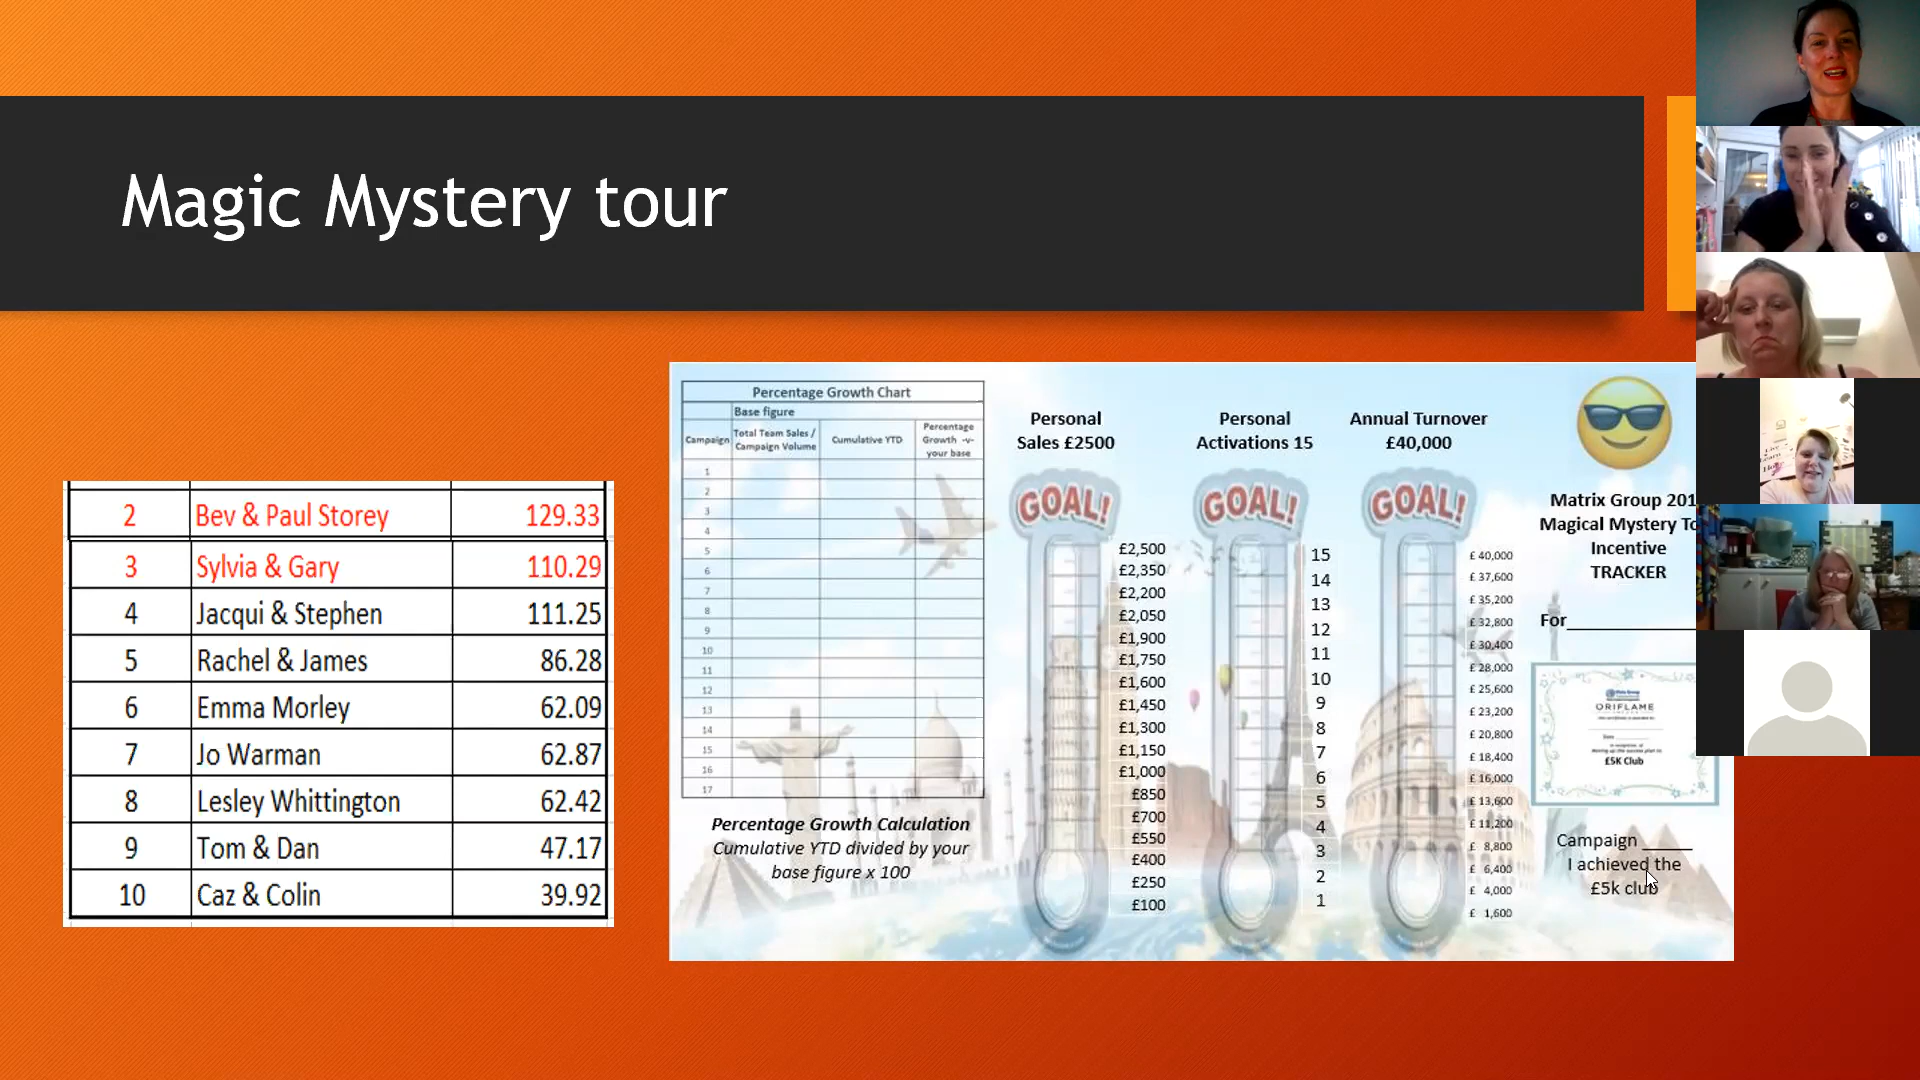 Magic Mystery tour
2 Bev & Paul Storey 129.33
3 Sylvia & Gary 110.29
4 Jacqui & Stephen 111.25
5 Rachel & James 86.28
6 Emma Morley 62.09
7 Jo Warman 62.87
8 Lesley Whittington 62.42
9 Tom & Dan 47.17
10 Caz & Colin 39.92
Percentage Growth Chart
Base figure
Campaign
Total Team Sales /
Campaign Volume
Cumulative YTD
Percentage
Growth -v-
your base
1
2
3
4
5
6
7
8
9
10
11
12
13
14
15
16
17
Percentage Growth Calculation
Cumulative YTD divided by your
base figure x 100
Personal
Sales £2500
GOAL!
£2,500
£2,350
£2,200
£2,050
£1,900
£1,750
£1,600
£1,450
£1,300
£1,150
£1,000
£850
£700
£550
£400
£250
£100
Personal
Activations 15
GOAL!
15
14
13
12
11
10
9
8
7
6
5
4
3
2
1
Annual Turnover
£40,000
GOAL!
£ 40,000
£ 37,600
£ 35,200
£ 32,800
£ 30,400
£ 28,000
£ 25,600
£ 23,200
£ 20,800
£ 18,400
£ 16,000
£ 13,600
£ 11,200
£ 8,800
£ 6,400
£ 4,000
£ 1,600
Matrix Group 201
Magical Mystery To
Incentive
TRACKER
For
ORIFLAME
£5K Club
Campaign
I achieved the
£5k club